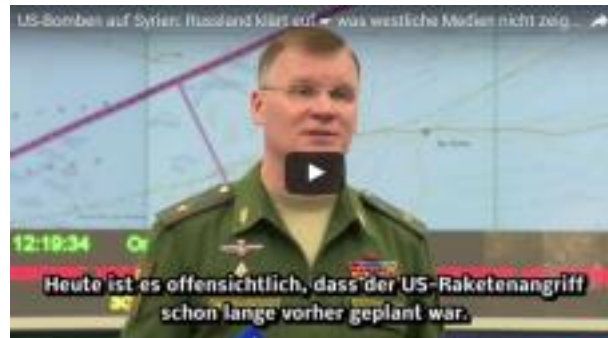 US-Bomben auf Syrien: Russland klärt auf ☛ was westliche Medien nicht zeig...
12:19:34
Heute ist es offensichtlich, dass der US-Raketenangriff
schon lange vorher geplant war.